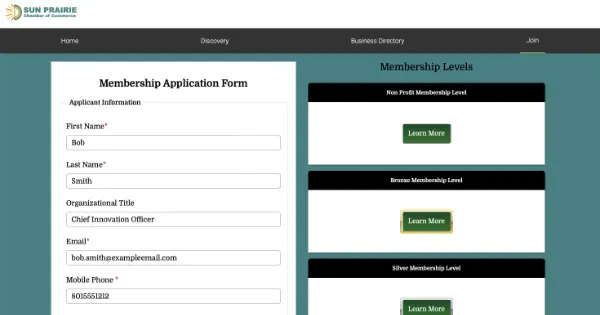 SUN PRAIRIE
Chamber of Commerce
Home
Discovery
Business Directory
Join
Membership Application Form
Applicant Information
First Name*
Bob
Last Name*
Smith
Organizational Title
Chief Innovation Officer
Email*
bob.smith@exampleemail.com
Mobile Phone *
8015551212
Membership Levels
Non Profit Membership Level
Learn More
Bronze Membership Level
Learn More
Silver Membership Level
Learn More